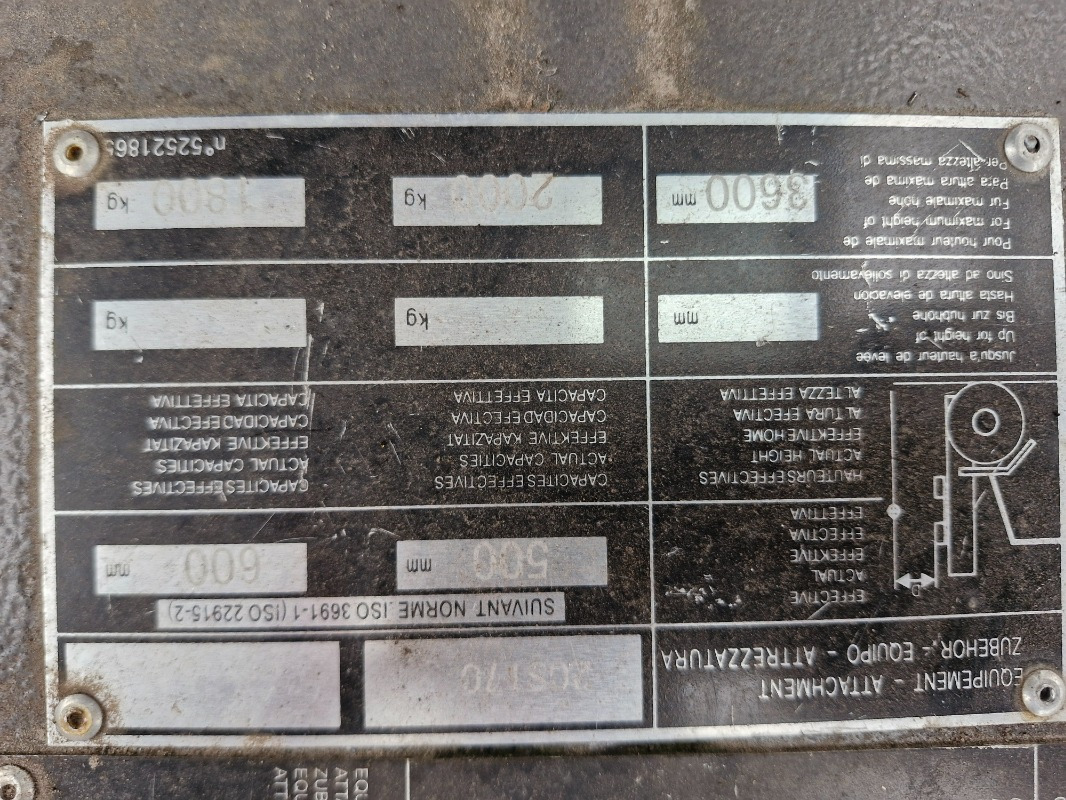 EQUIPEMENT - ATTACHMENT
ZUBEHOR.- EQUIPO - ATTREZZATURA
SUIVANT NORME .ISO 3691-1 (ISO 22915-2)
D
EFFECTIVE
ACTUAL
EFFEKTIVE
EFFECTIVA
EFFETTIVA
500 mm
600 mm
HAUTEURS EFFECTIVES
ACTUAL HEIGHT
EFFEKTIVE HOME
ALTURA EFECTIVA
ALTEZZA EFFETTIVA
CAPACITES EFFECTIVES
ACTUAL CAPACITIES
EFFEKTIVE KAPAZITAT
CAPACIDAD EFECTIVA
CAPACITA EFFETTIVA
CAPACITES EFFECTIVES
ACTUAL CAPACITIES
EFFEKTIVE KAPAZITAT
CAPACIDAD EFECTIVA
CAPACITA EFFETTIVA
Jusqu'a hauteur de levée
Up for height of
Bis zur hubhohe
Hasta altura de elevacion
Sino ad altezza di sollevamento
mm
kg
kg
Pour hauteur maximale de
For maximum height of
Fur maximale hohe
Para altura maxima de
Per altezza massima di
3600 mm
2000 kg
1800 kg
n°52521865